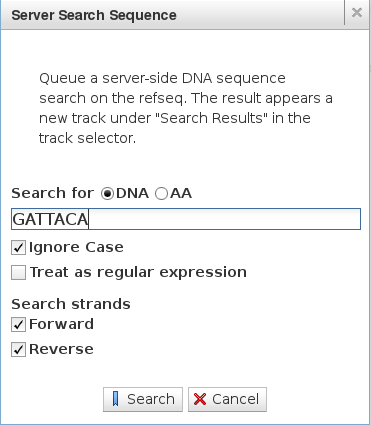 Server Search Sequence
Queue a server-side DNA sequence
search on the refseq. The result appears a
new track under "Search Results" in the
track selector.
Search for DNA AA
GATTACA
Ignore Case
Treat as regular expression
Search strands
Forward
Reverse
Search Cancel